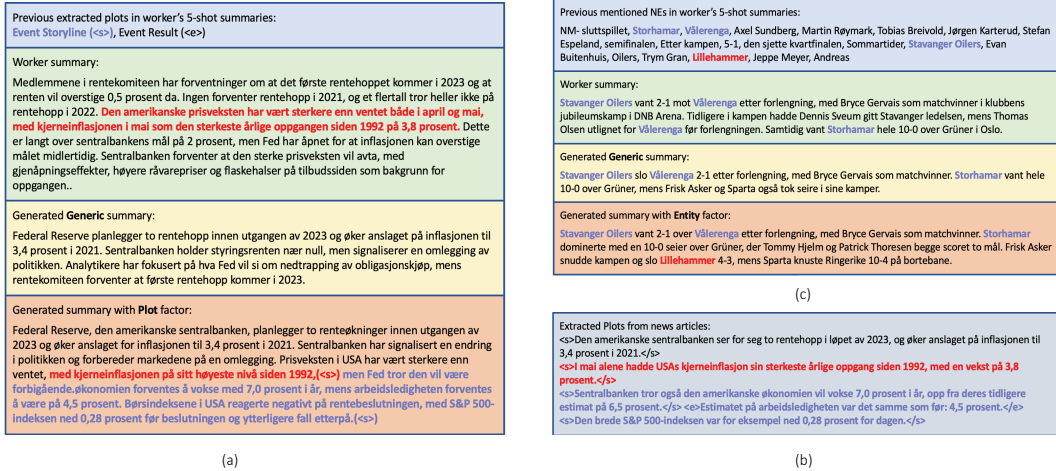 Previous extracted plots in worker's 5-shot summaries:
Event Storyline (<s>), Event Result (<e>)
Worker summary:
Medlemmene i rentekomiteen har forventninger om at det første rentehoppet kommer i 2023 og at
renten vil overstige 0,5 prosent da. Ingen forventer rentehopp i 2021, og et flertall tror heller ikke på
rentehopp i 2022. Den amerikanske prisveksten har vært sterkere enn ventet både i april og mai,
med kjerneinflasjonen i mai som den sterkeste årlige oppgangen siden 1992 på 3,8 prosent. Dette
er langt over sentralbankens mål på 2 prosent, men Fed har åpnet for at inflasjonen kan overstige
målet midlertidig. Sentralbanken forventer at den sterke prisveksten vil avta, med
gjenåpningseffekter, høyere råvarepriser og flaskehalser på tilbudssiden som bakgrunn for
oppgangen..
Generated Generic summary:
Federal Reserve planlegger to rentehopp innen utgangen av 2023 og øker anslaget på inflasjonen til
3,4 prosent i 2021. Sentralbanken holder styringsrenten nær null, men signaliserer en omlegging av
politikken. Analytikere har fokusert på hva Fed vil si om nedtrapping av obligasjonskjøp, mens
rentekomiteen forventer at første rentehopp kommer i 2023.
Generated summary with Plot factor:
Federal Reserve, den amerikanske sentralbanken, planlegger to renteøkninger innen utgangen av
2023 og øker anslaget for inflasjonen til 3,4 prosent i 2021. Sentralbanken har signalisert en endring
i politikken og forbereder markedene på en omlegging. Prisveksten i USA har vært sterkere enn
ventet, med kjerneinflasjonen på sitt høyeste nivå siden 1992,(<s>) men Fed tror den vil være
forbigående.økonomien forventes å vokse med 7,0 prosent i år, mens arbeidsledigheten forventes
å være på 4,5 prosent. Børsindeksene i USA reagerte negativt på rentebeslutningen, med S&P 500-
indeksen ned 0,28 prosent før beslutningen og ytterligere fall etterpå.(<s>)
(a)
Previous mentioned NEs in worker's 5-shot summaries:
NM- sluttspillet, Storhamar, Vålerenga, Axel Sundberg, Martin Røymark, Tobias Breivold, Jørgen Karterud, Stefan
Espeland, semifinalen, Etter kampen, 5-1, den sjette kvartfinalen, Sommartider, Stavanger Oilers, Evan
Buitenhuis, Oilers, Trym Gran, Lillehammer, Jeppe Meyer, Andreas
Worker summary:
Stavanger Oilers vant 2-1 mot Vålerenga etter forlengning, med Bryce Gervais som matchvinner i klubbens
jubileumskamp i DNB Arena. Tidligere i kampen hadde Dennis Sveum gitt Stavanger ledelsen, mens Thomas
Olsen utlignet for Vålerenga før forlengningen. Samtidig vant Storhamar hele 10-0 over Grüner i Oslo.
Generated Generic summary:
Stavanger Oilers slo Vålerenga 2-1 etter forlengning, med Bryce Gervais som matchvinner. Storhamar vant hele
10-0 over Grüner, mens Frisk Asker og Sparta også tok seire i sine kamper.
Generated summary with Entity factor:
Stavanger Oilers vant 2-1 over Vålerenga etter forlengning, med Bryce Gervais som matchvinner. Storhamar
dominerte med en 10-0 seier over Grüner, der Tommy Hjelm og Patrick Thoresen begge scoret to mål. Frisk Asker
snudde kampen og slo Lillehammer 4-3, mens Sparta knuste Ringerike 10-4 på bortebane.
(c)
Extracted Plots from news articles:
<s>Den amerikanske sentralbanken ser for seg to rentehopp i løpet av 2023, og øker anslaget på inflasjonen til
3,4 prosent i 2021.</s>
<s>I mai alene hadde USAs kjerneinflasjon sin sterkeste årlige oppgang siden 1992, med en vekst på 3,8
prosent.</s>
<s>Sentralbanken tror også den amerikanske økonomien vil vokse 7,0 prosent i år, opp fra deres tidligere
estimat på 6,5 prosent.</s> <e>Estimatet på arbeidsledigheten var det samme som før: 4,5 prosent.</e>
<s>Den brede S&P 500-indeksen var for eksempel ned 0,28 prosent for dagen.</s>
(b)